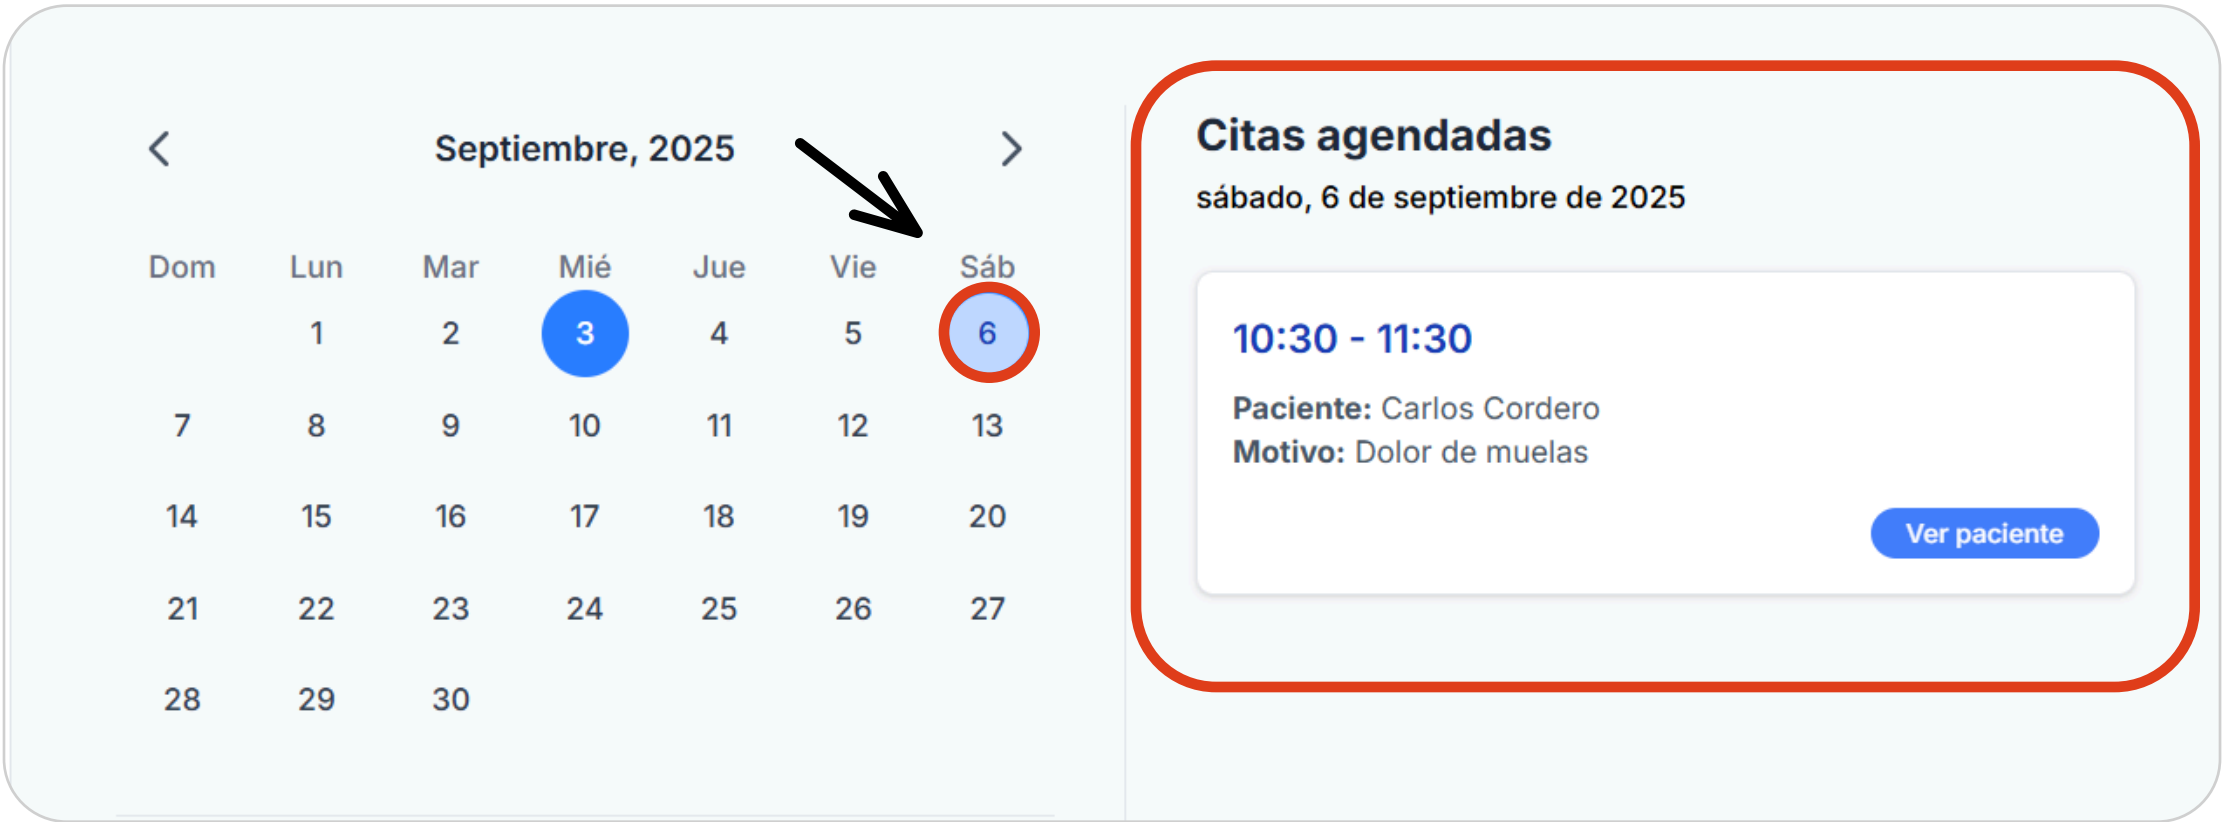 Septiembre, 2025
Dom Lun Mar Mié Jue Vie Sáb
1 2 3 4 5 6
7 8 9 10 11 12 13
14 15 16 17 18 19 20
21 22 23 24 25 26 27
28 29 30
Citas agendadas
sábado, 6 de septiembre de 2025
10:30 - 11:30
Paciente: Carlos Cordero
Motivo: Dolor de muelas
Ver paciente